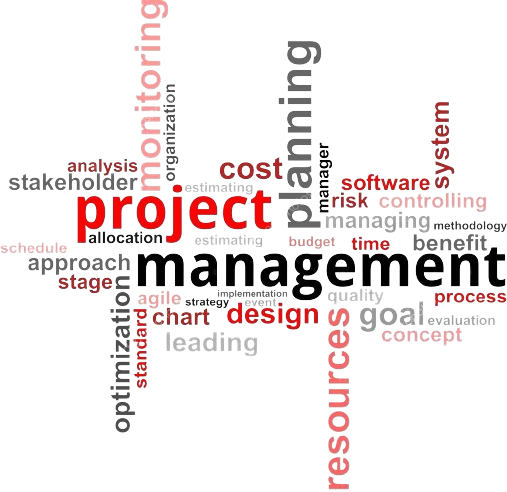 monitoring
organization
planning
manager
system
analysis
cost
stakeholder
estimating
software
project
risk
controlling
managing
methodology
allocation
estimating
budget
time
benefit
schedule
approach
management
stage
optimization
standard
agile
strategy
implementation
event
quality
process
chart
design
goal
evaluation
resources
concept
leading